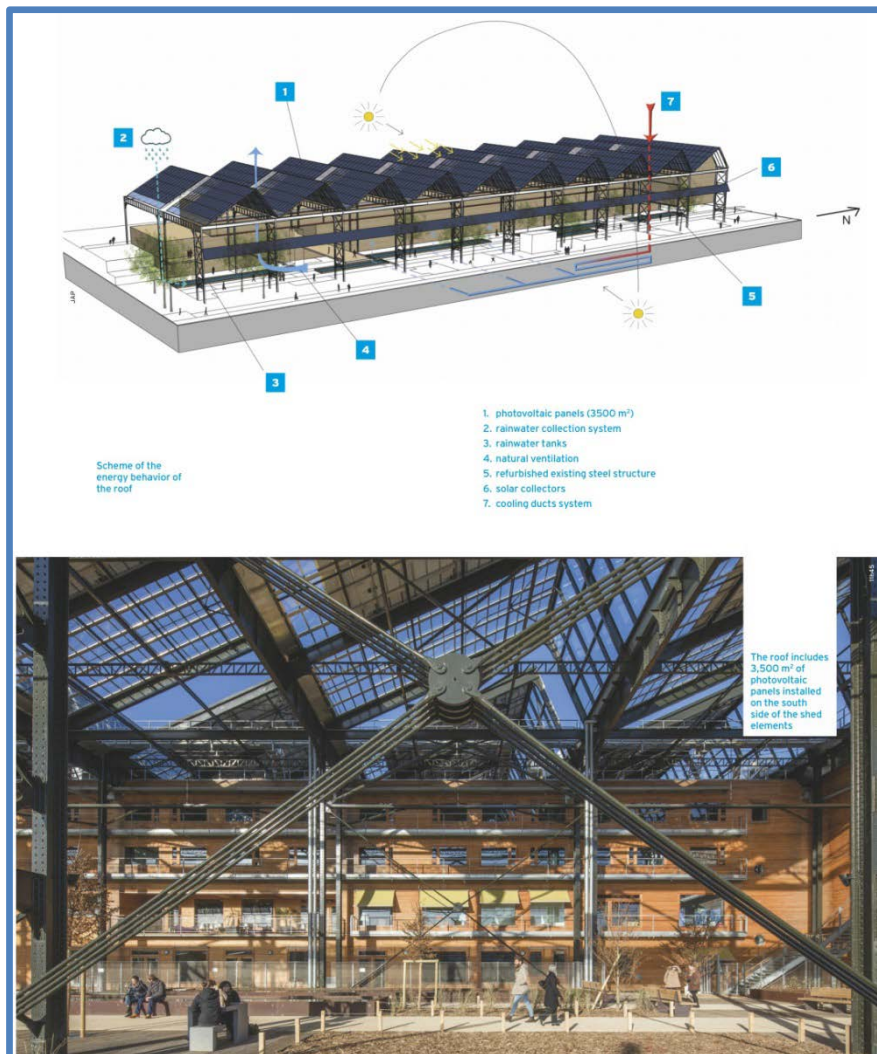 1
2
7
6
N
JAP
5
4
3
1. photovoltaic panels (3500 m²)
2. rainwater collection system
3. rainwater tanks
4. natural ventilation
5. refurbished existing steel structure
6. solar collectors
7. cooling ducts system
Scheme of the
energy behavior of
the roof
The roof includes
3,500 m² of
photovoltaic
panels installed
on the south
side of the shed
elements